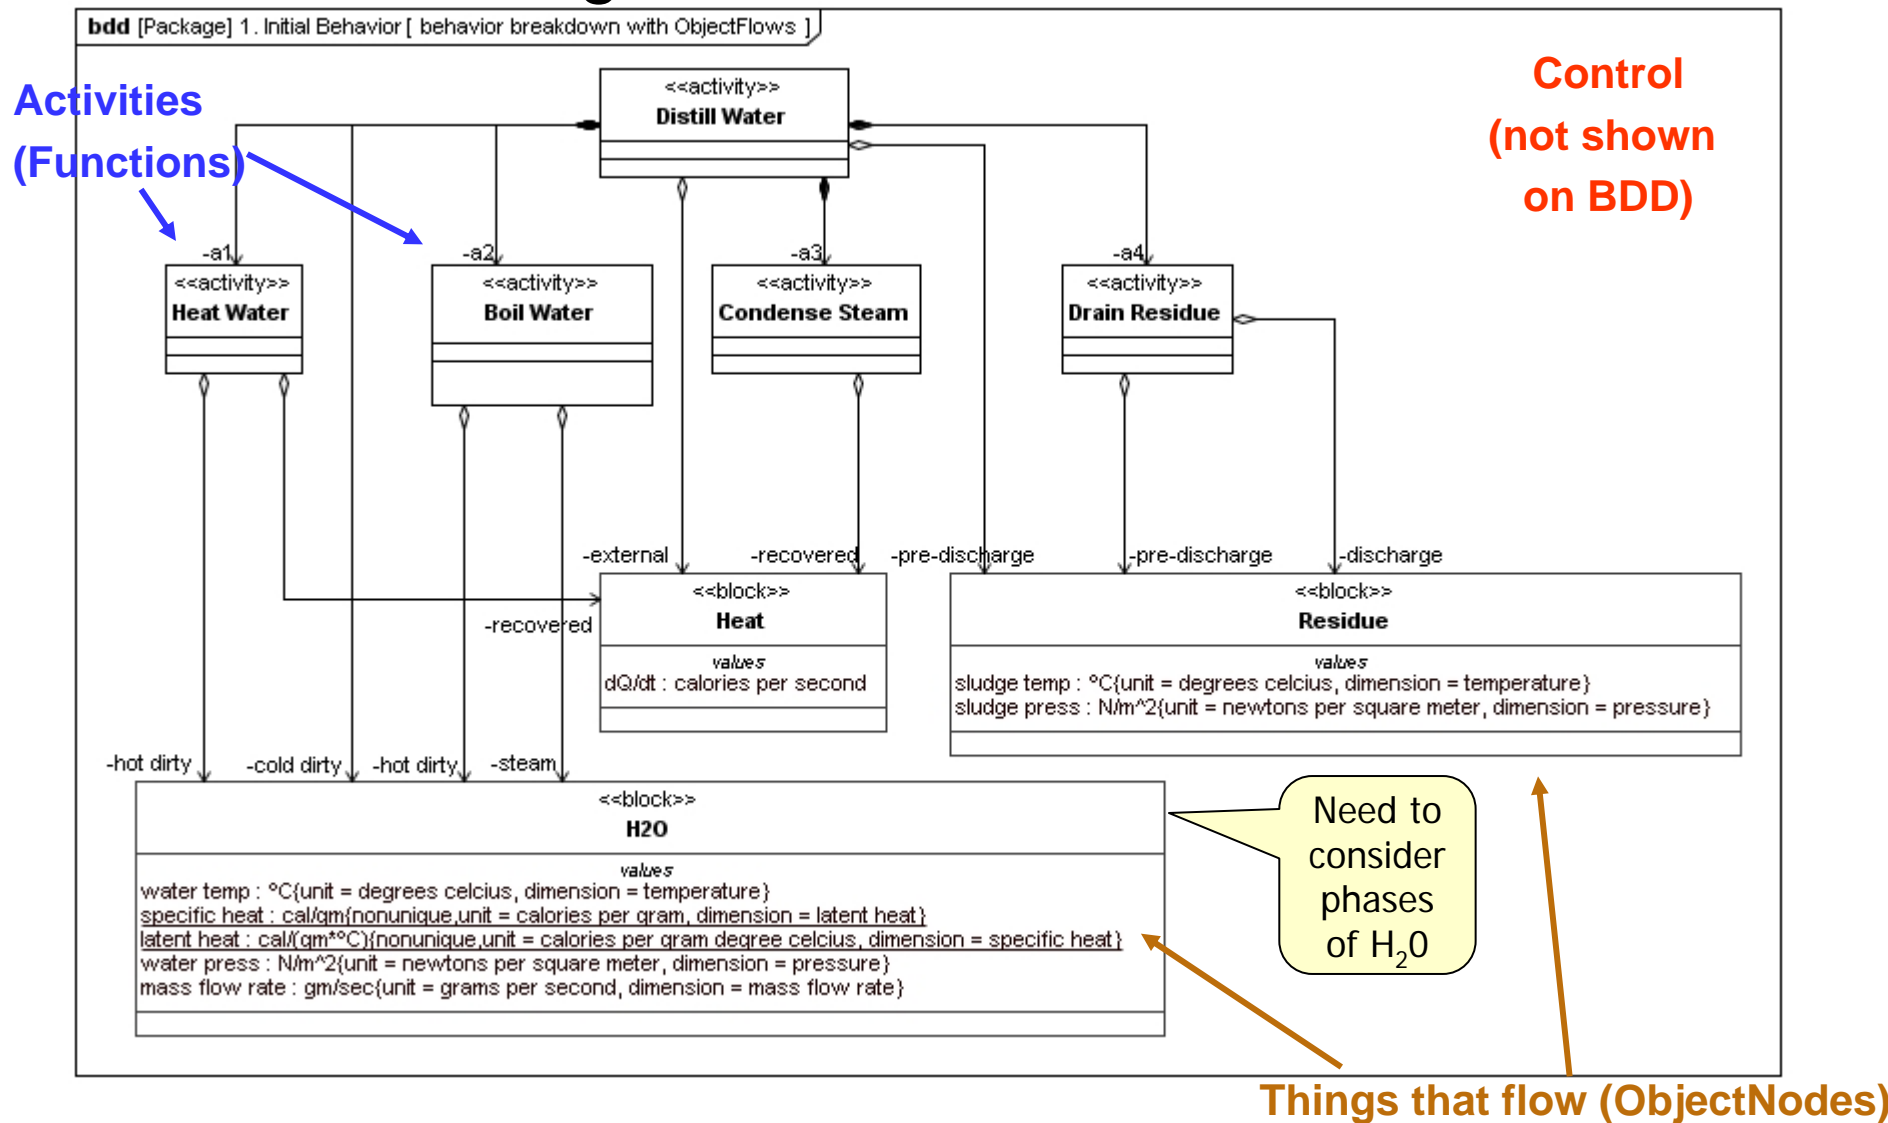 bdd [Package] 1. Initial Behavior [ behavior breakdown with ObjectFlows ]
Activities
(Functions)
Control
(not shown
on BDD)
<<activity>>
Distill Water
-a1
<<activity>>
Heat Water
-a2
<<activity>>
Boil Water
-a3
<<activity>>
Condense Steam
-a4
<<activity>>
Drain Residue
-external
-recovered
-pre-discharge
-pre-discharge
-discharge
-recovered
<<block>>
Heat
values
dQ/dt : calories per second
<<block>>
Residue
values
sludge temp : ºC{unit = degrees celcius, dimension = temperature}
sludge press : N/m^2{unit = newtons per square meter, dimension = pressure}
-hot dirty
-cold dirty
-hot dirty
-steam
<<block>>
H2O
values
water temp : ºC{unit = degrees celcius, dimension = temperature}
specific heat : cal/gm{nonunique,unit = calories per gram, dimension = latent heat}
latent heat : cal/(gm*ºC){nonunique,unit = calories per gram degree celcius, dimension = specific heat}
water press : N/m^2{unit = newtons per square meter, dimension = pressure}
mass flow rate : gm/sec{unit = grams per second, dimension = mass flow rate}
Need to
consider
phases
of H₂0
Things that flow (ObjectNodes)